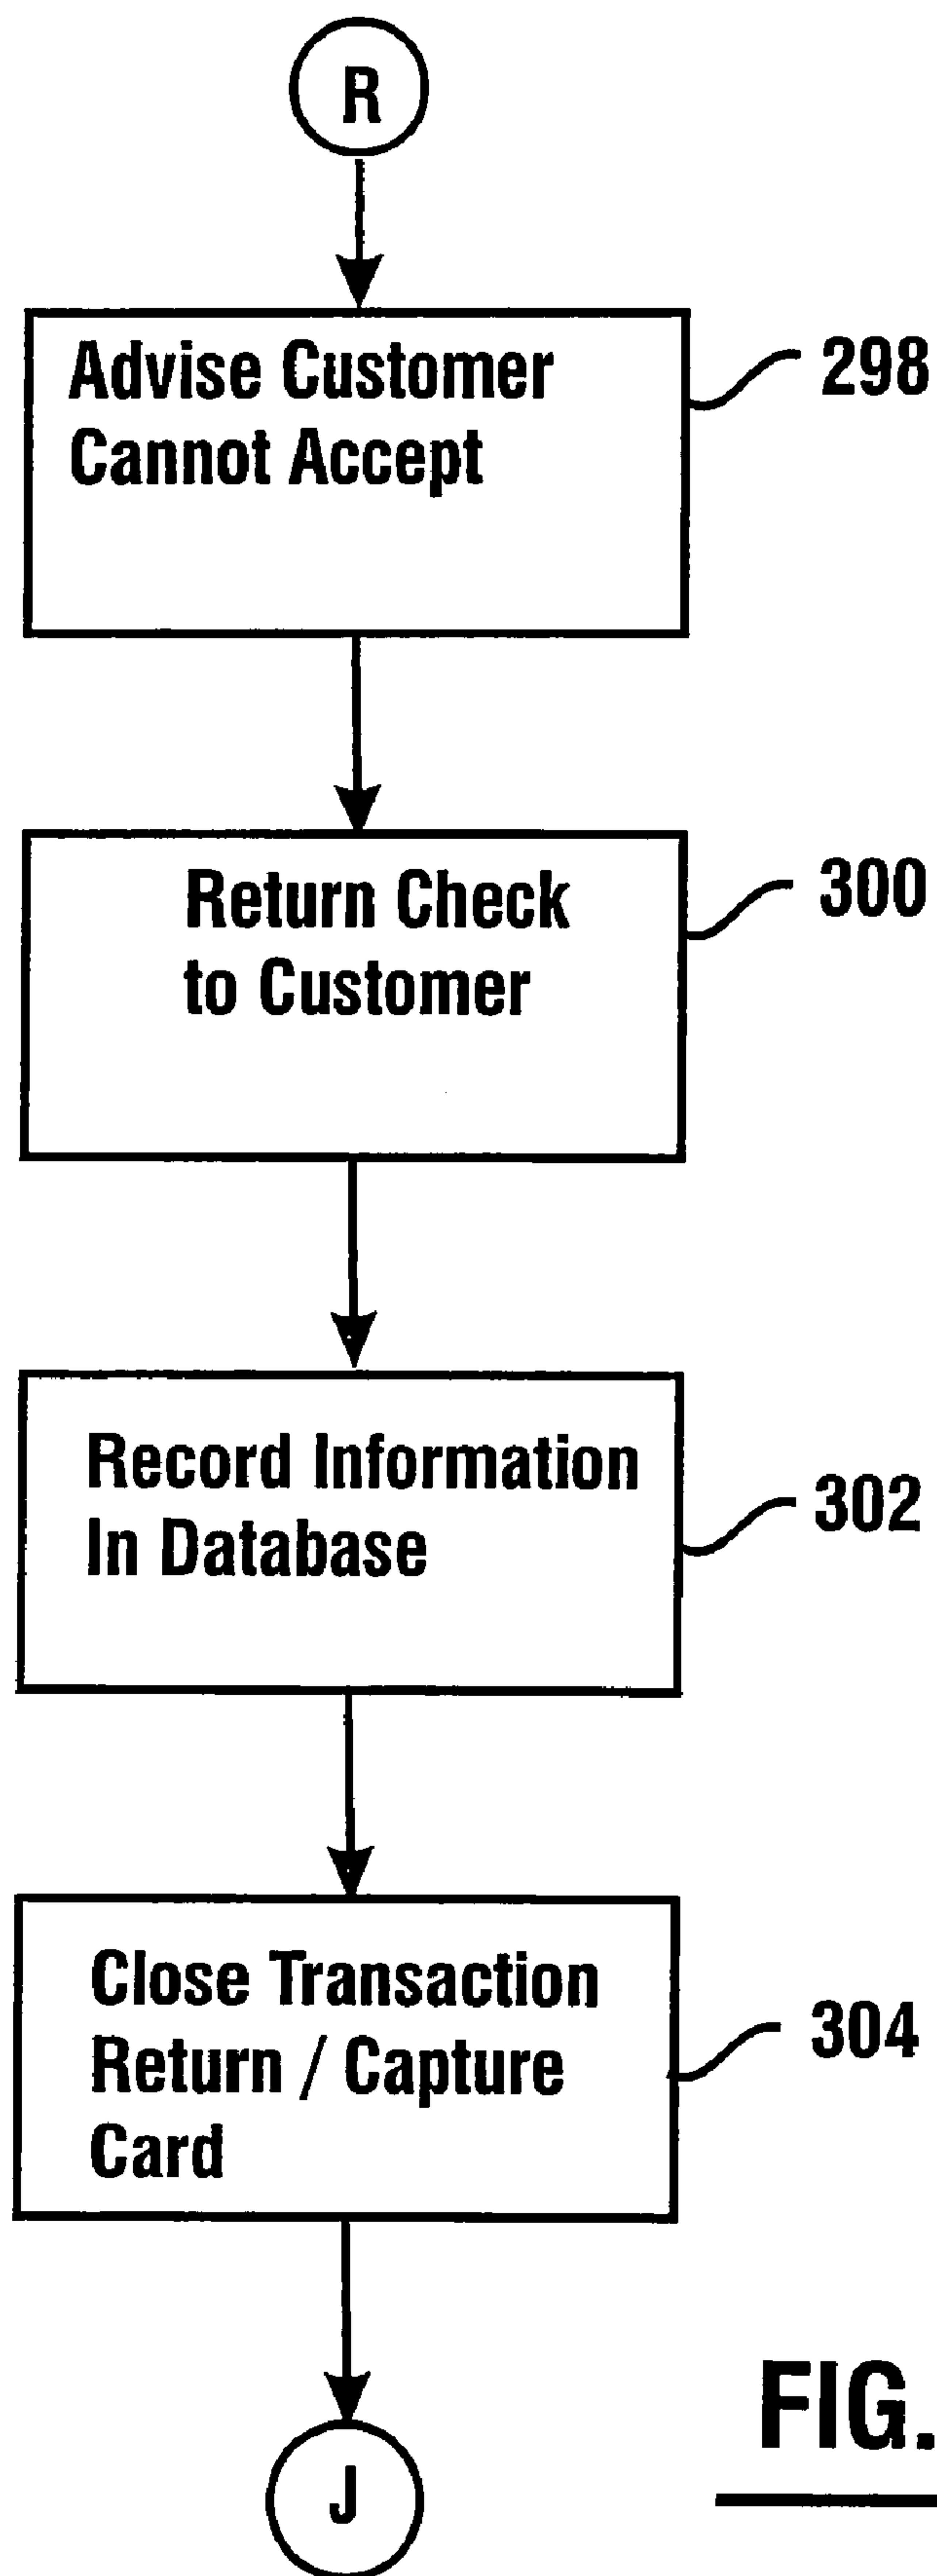 R
Advise Customer
Cannot Accept
298
Return Check
to Customer
300
Record Information
In Database
302
Close Transaction
Return / Capture
Card
304
J
FIG.